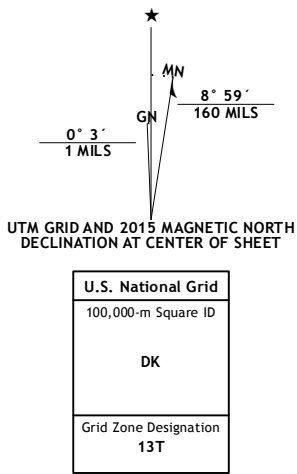 ★
MN
GN
8° 59´
160 MILS
0° 3´
1 MILS
UTM GRID AND 2015 MAGNETIC NORTH
DECLINATION AT CENTER OF SHEET
U.S. National Grid
100,000-m Square ID
DK
Grid Zone Designation
13T